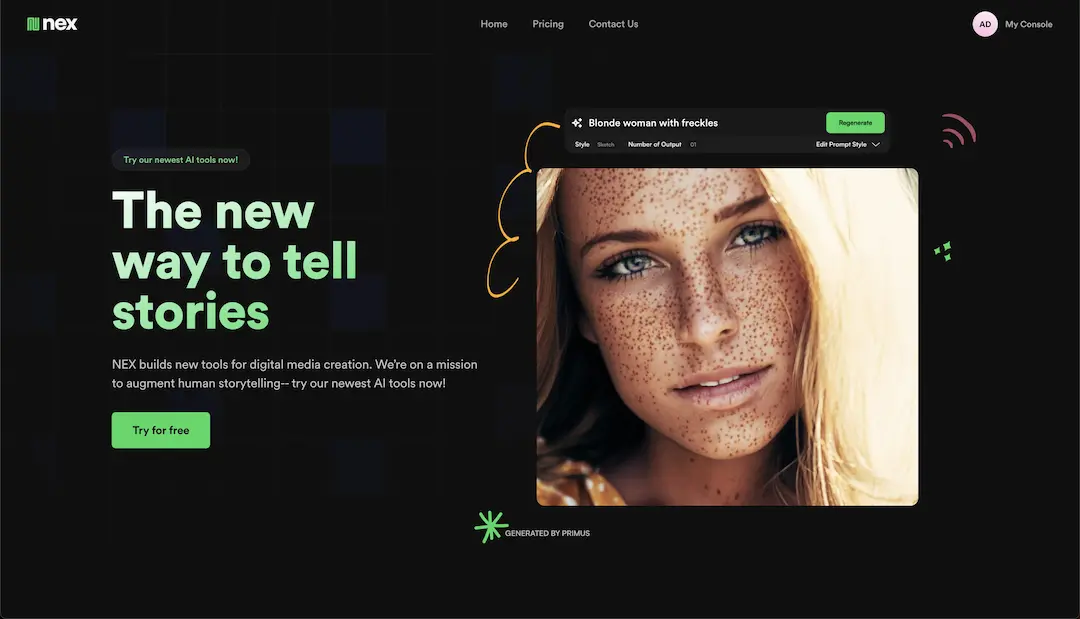 nex
Home Pricing Contact Us
AD My Console
Try our newest AI tools now!
The new
way to tell
stories
NEX builds new tools for digital media creation. We're on a mission
to augment human storytelling-- try our newest AI tools now!
Try for free
Blonde woman with freckles
Regenerate
Style Sketch Number of Output 01 Edit Prompt Style
GENERATED BY PRIMUS